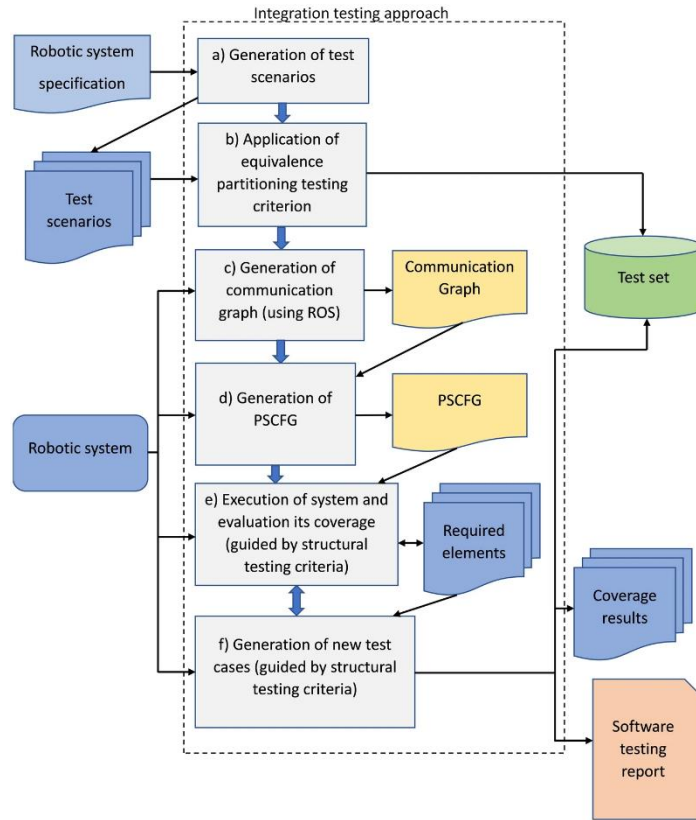 Integration testing approach
Robotic system
specification
a) Generation of test
scenarios
Test
scenarios
b) Application of
equivalence
partitioning testing
criterion
c) Generation of
communication
graph (using ROS)
Communication
Graph
Test set
d) Generation of
PSCFG
PSCFG
Robotic system
e) Execution of system and
evaluation its coverage
(guided by structural
testing criteria)
Required
elements
Coverage
results
f) Generation of new test
cases (guided by structural
testing criteria)
Software
testing
report